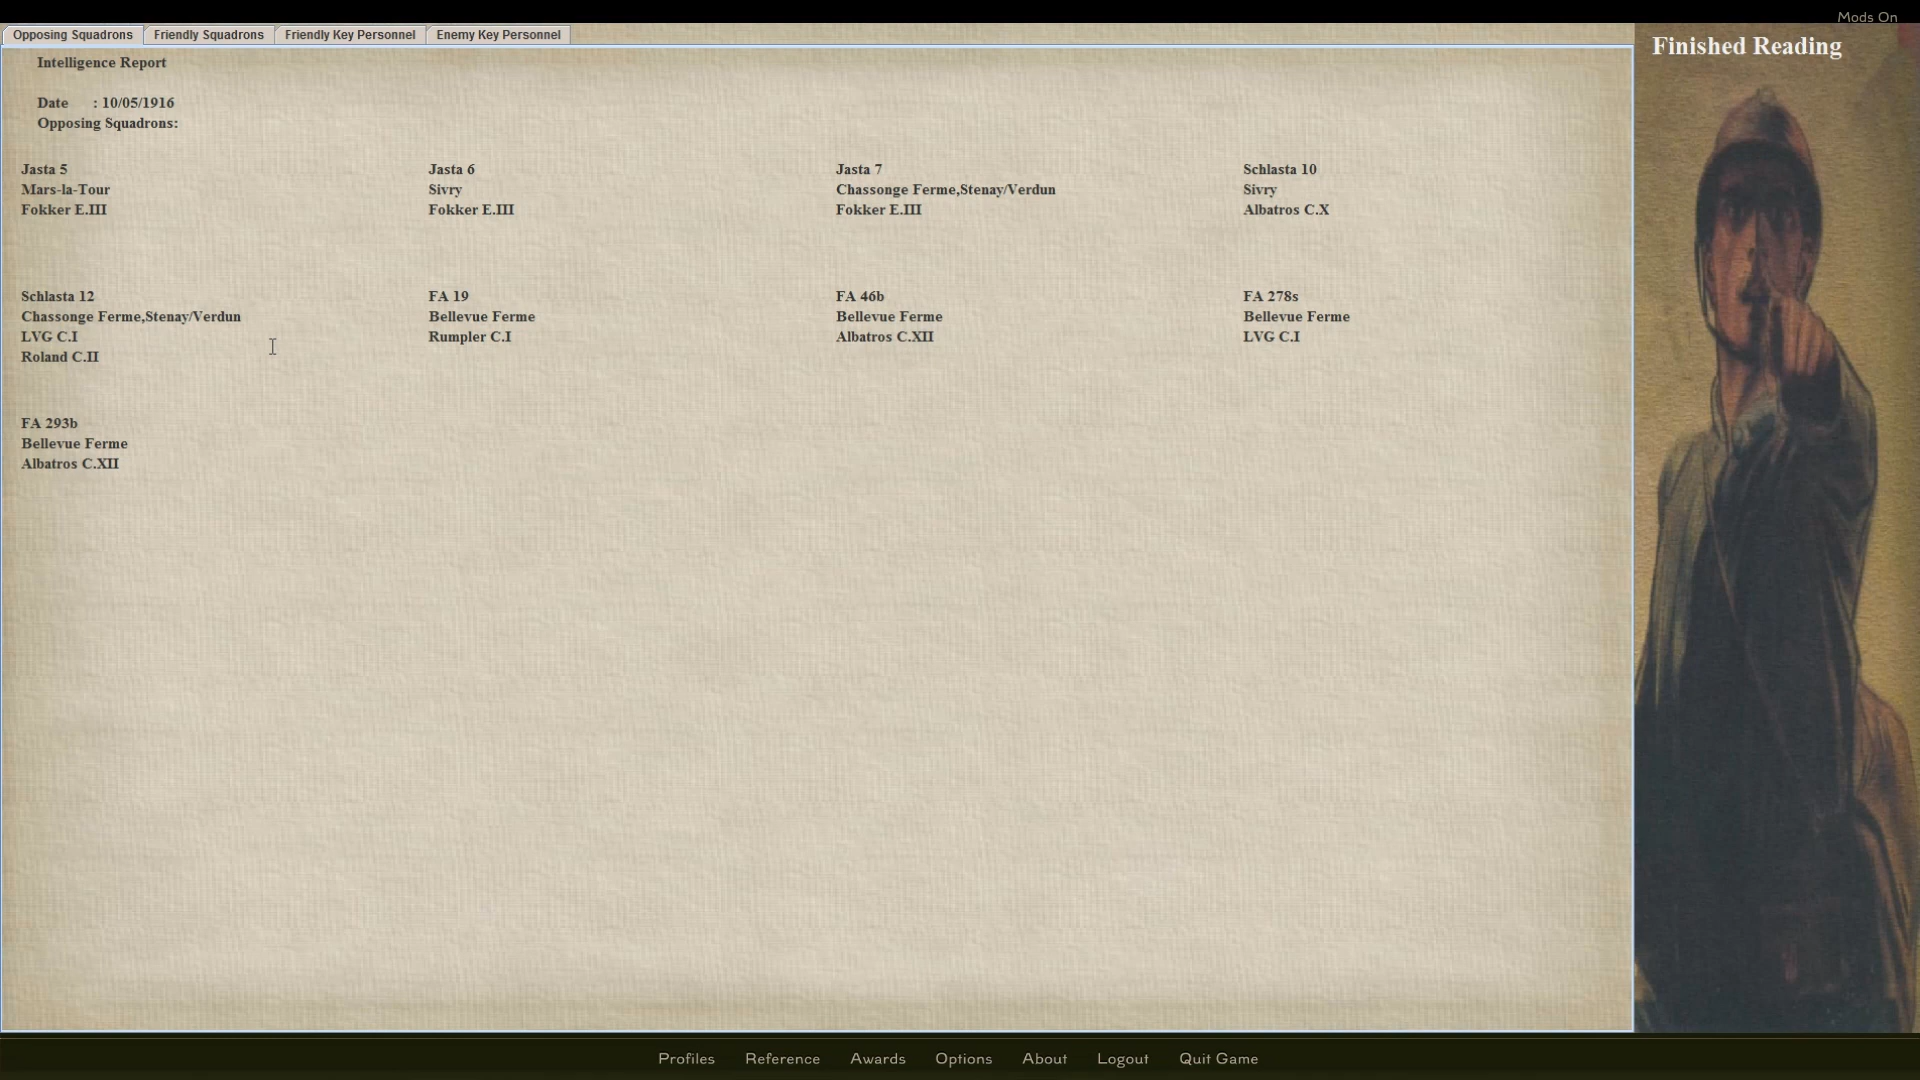 Mods On
Opposing Squadrons Friendly Squadrons Friendly Key Personnel Enemy Key Personnel
Finished Reading
Intelligence Report
Date : 10/05/1916
Opposing Squadrons:
Jasta 5
Mars-la-Tour
Fokker E.III
Jasta 6
Sivry
Fokker E.III
Jasta 7
Chassonge Ferme,Stenay/Verdun
Fokker E.III
Schlasta 10
Sivry
Albatros C.X
Schlasta 12
Chassonge Ferme,Stenay/Verdun
LVG C.I
Roland C.II
FA 19
Bellevue Ferme
Rumpler C.I
FA 46b
Bellevue Ferme
Albatros C.XII
FA 278s
Bellevue Ferme
LVG C.I
FA 293b
Bellevue Ferme
Albatros C.XII
Profiles Reference Awards Options About Logout Quit Game